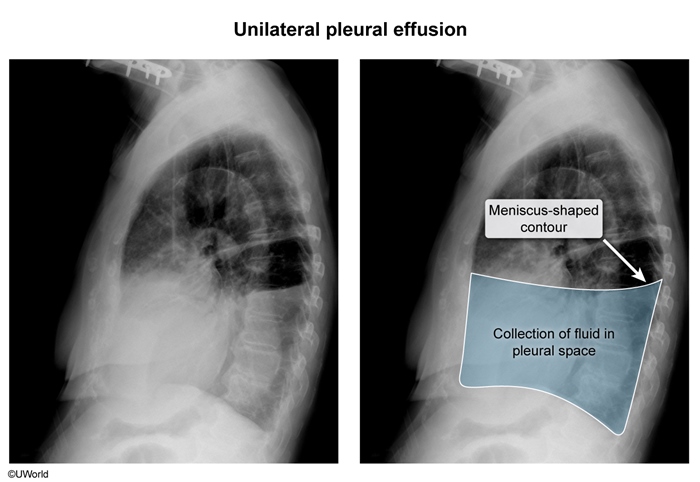 Unilateral pleural effusion
Meniscus-shaped
contour
Collection of fluid in
pleural space
©UWorld